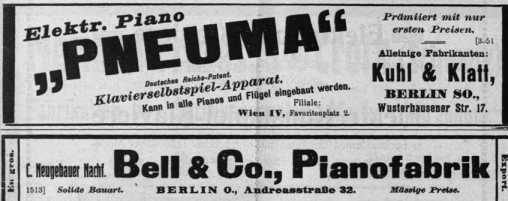 Elektr. Piano
„PNEUMA“
Deutsches Reichs-Patent.
Klavierselbstspiel-Apparat.
Kann in alle Pianos und Flügel eingebaut werden.
Filiale:
Wien IV, Favoritenplatz 2.
Prämiiert mit nur
ersten Preisen.
[3-51
Alleinige Fabrikanten:
Kuhl & Klatt,
BERLIN SO.,
Wusterhausener Str. 17.
En gros.
C. Neugebauer Nachf. Bell & Co., Pianofabrik
1513] Solide Bauart. BERLIN O., Andreasstraße 32. Mässige Preise.
Export.